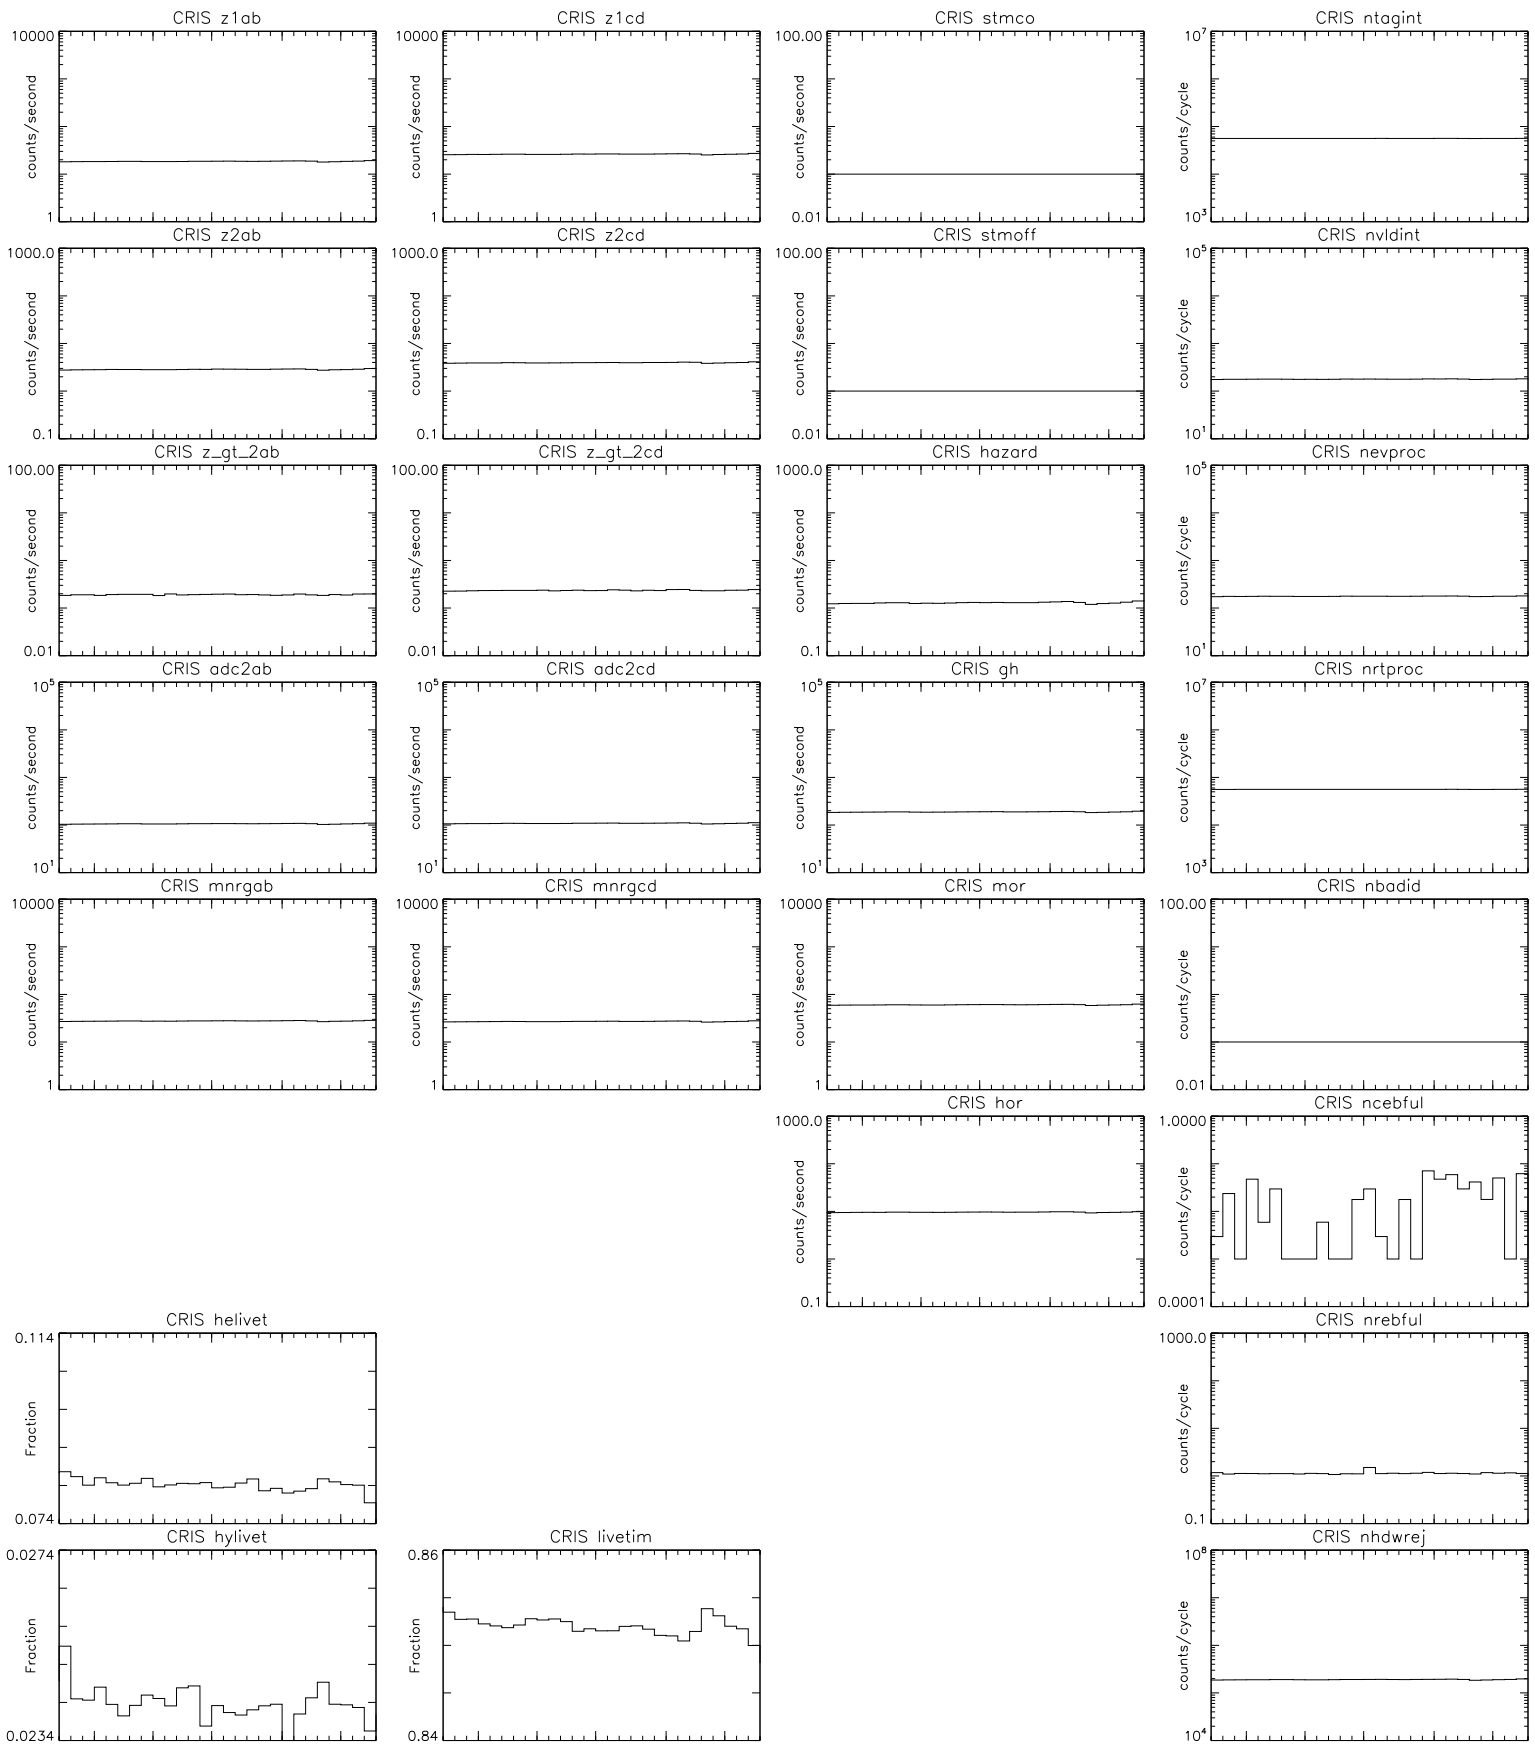 CRIS z1ab
10000
counts/second
1
CRIS z1cd
10000
counts/second
1
CRIS stmco
100.00
counts/second
0.01
CRIS ntagint
10^7
counts/cycle
10^3
CRIS z2ab
1000.0
counts/second
0.1
CRIS z2cd
1000.0
counts/second
0.1
CRIS stmoff
100.00
counts/second
0.01
CRIS nvldint
10^5
counts/cycle
10^1
CRIS z_gt_2ab
100.00
counts/second
0.01
CRIS z_gt_2cd
100.00
counts/second
0.01
CRIS hazard
1000.0
counts/second
0.1
CRIS nevproc
10^5
counts/cycle
10^1
CRIS adc2ab
10^5
counts/second
10^1
CRIS adc2cd
10^5
counts/second
10^1
CRIS gh
10^5
counts/second
10^1
CRIS nrtproc
10^7
counts/cycle
10^3
CRIS mnrgab
10000
counts/second
1
CRIS mnrgcd
10000
counts/second
1
CRIS mor
10000
counts/second
1
CRIS nbadid
100.00
counts/cycle
0.01
CRIS hor
1000.0
counts/second
0.1
CRIS ncebful
1.0000
counts/cycle
0.0001
CRIS helivet
0.114
Fraction
0.074
CRIS nrebful
1000.0
counts/cycle
0.1
CRIS hylivet
0.0274
Fraction
0.0234
CRIS livetim
0.86
Fraction
0.84
CRIS nhdwrej
10^8
counts/cycle
10^4